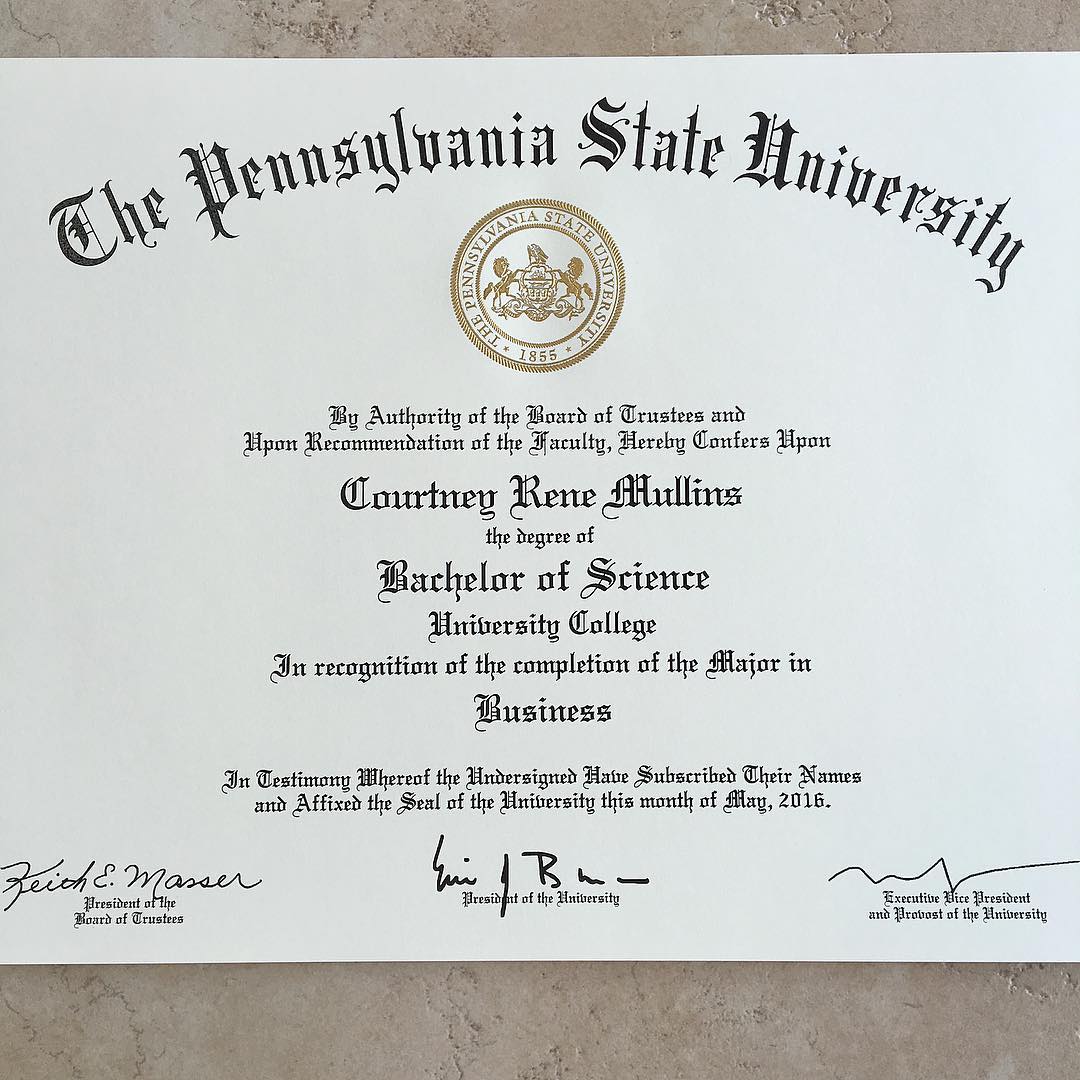 The Pennsylvania State University
THE PENNSYLVANIA STATE UNIVERSITY
* 1855 *
By Authority of the Board of Trustees and
Upon Recommendation of the Faculty, Hereby Confers Upon
Courtney Rene Mullins
the degree of
Bachelor of Science
University College
In recognition of the completion of the Major in
Business
In Testimony Whereof the Undersigned Have Subscribed Their Names
and Affixed the Seal of the University this month of May, 2016.
Keith E. Masser
President of the
Board of Trustees
President of the University
Executive Vice President
and Provost of the University